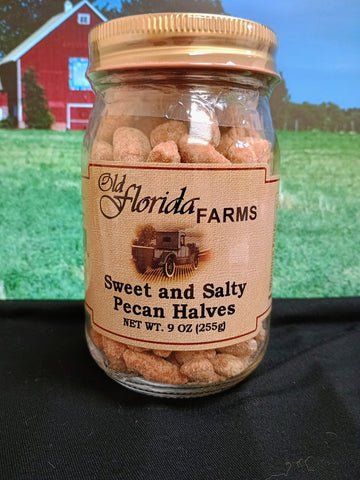 Old
Florida FARMS
Sweet and Salty
Pecan Halves
NET WT. 9 OZ (255g)